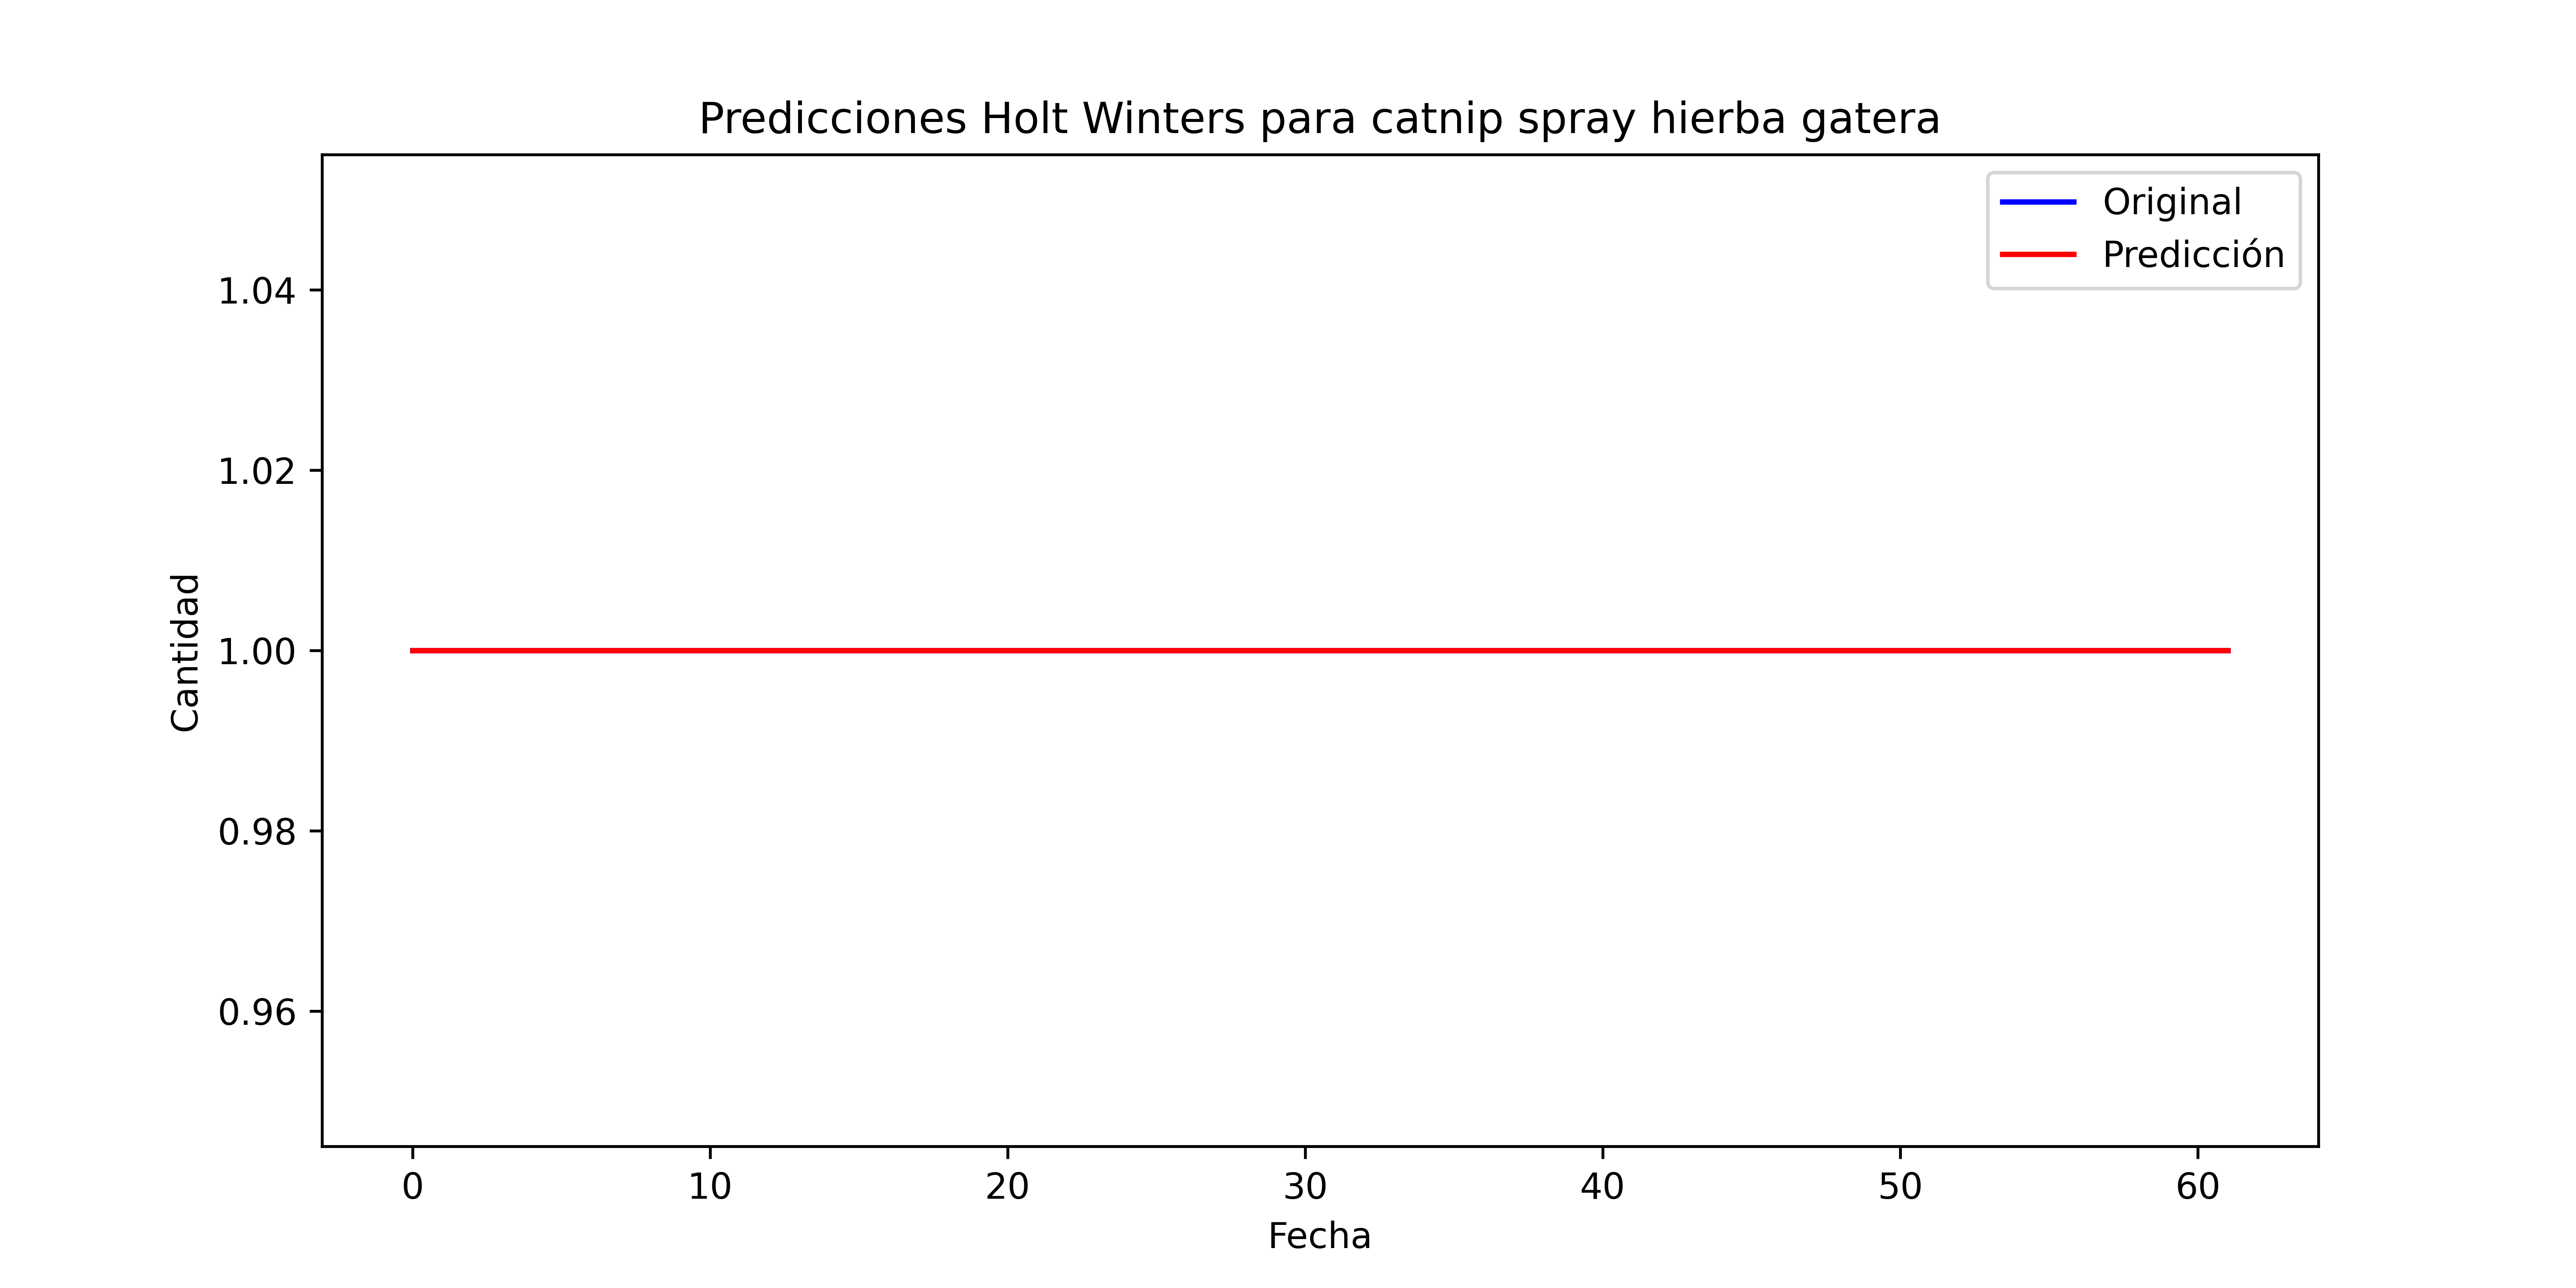 Predicciones Holt Winters para catnip spray hierba gatera
Original
Predicción
1.04
1.02
1.00
0.98
0.96
Cantidad
0 10 20 30 40 50 60
Fecha